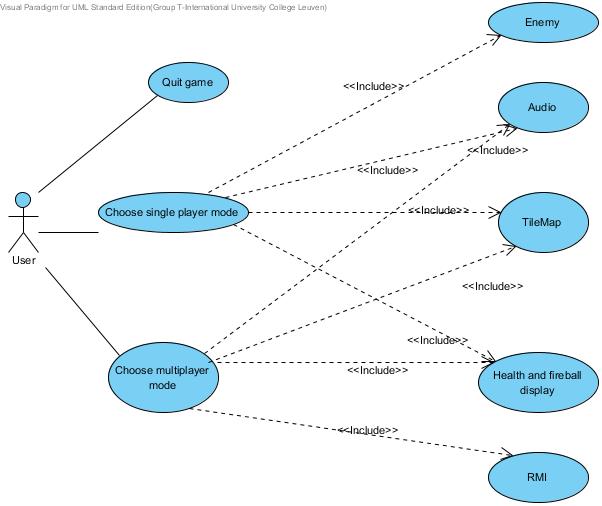 Visual Paradigm for UML Standard Edition(Group T-International University College Leuven)
Enemy
Quit game
<<Include>>
Audio
<<Include>>
<<Include>>
Choose single player mode
<<Include>>
TileMap
User
<<Include>>
<<Include>>
Choose multiplayer
mode
<<Include>>
Health and fireball
display
<<Include>>
RMI